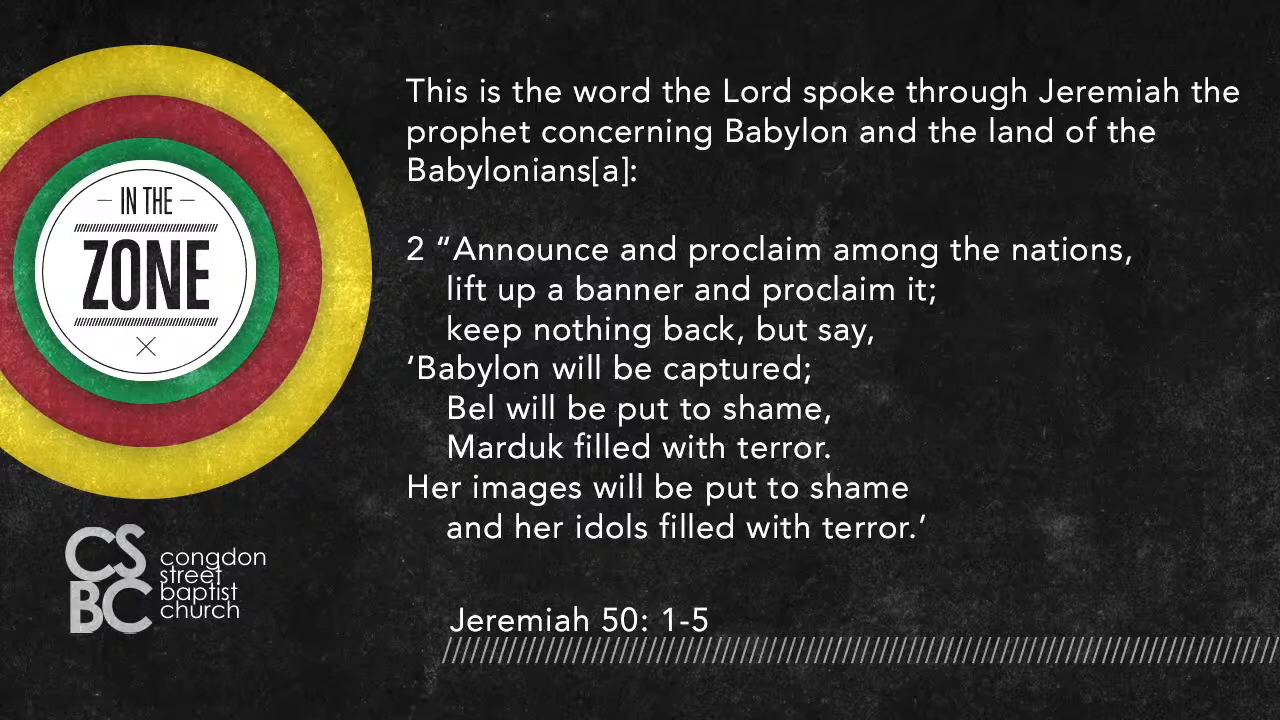 IN THE
ZONE
CSBC
congdon
street
baptist
church
This is the word the Lord spoke through Jeremiah the
prophet concerning Babylon and the land of the
Babylonians[a]:
2 “Announce and proclaim among the nations,
lift up a banner and proclaim it;
keep nothing back, but say,
‘Babylon will be captured;
Bel will be put to shame,
Marduk filled with terror.
Her images will be put to shame
and her idols filled with terror.’
Jeremiah 50: 1-5